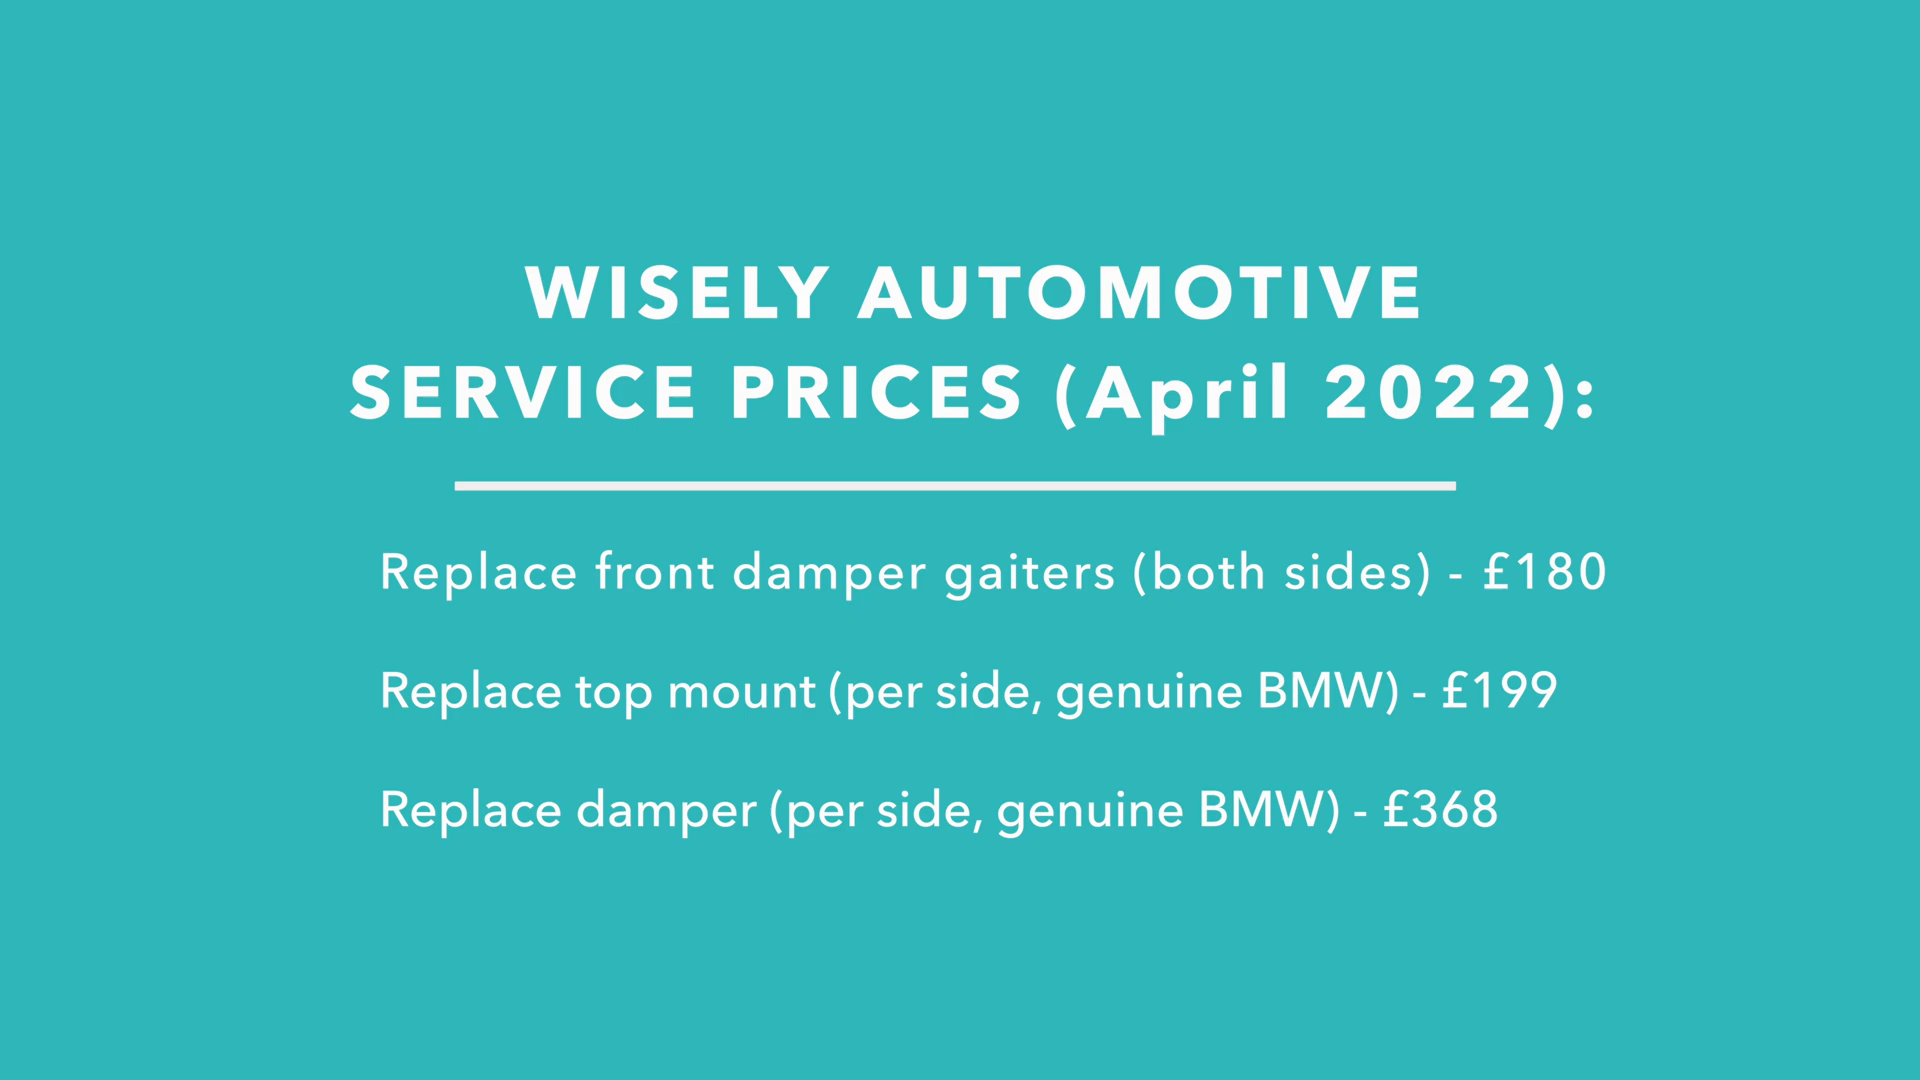 WISELY AUTOMOTIVE
SERVICE PRICES (April 2022):
Replace front damper gaiters (both sides) - £180
Replace top mount (per side, genuine BMW) - £199
Replace damper (per side, genuine BMW) - £368